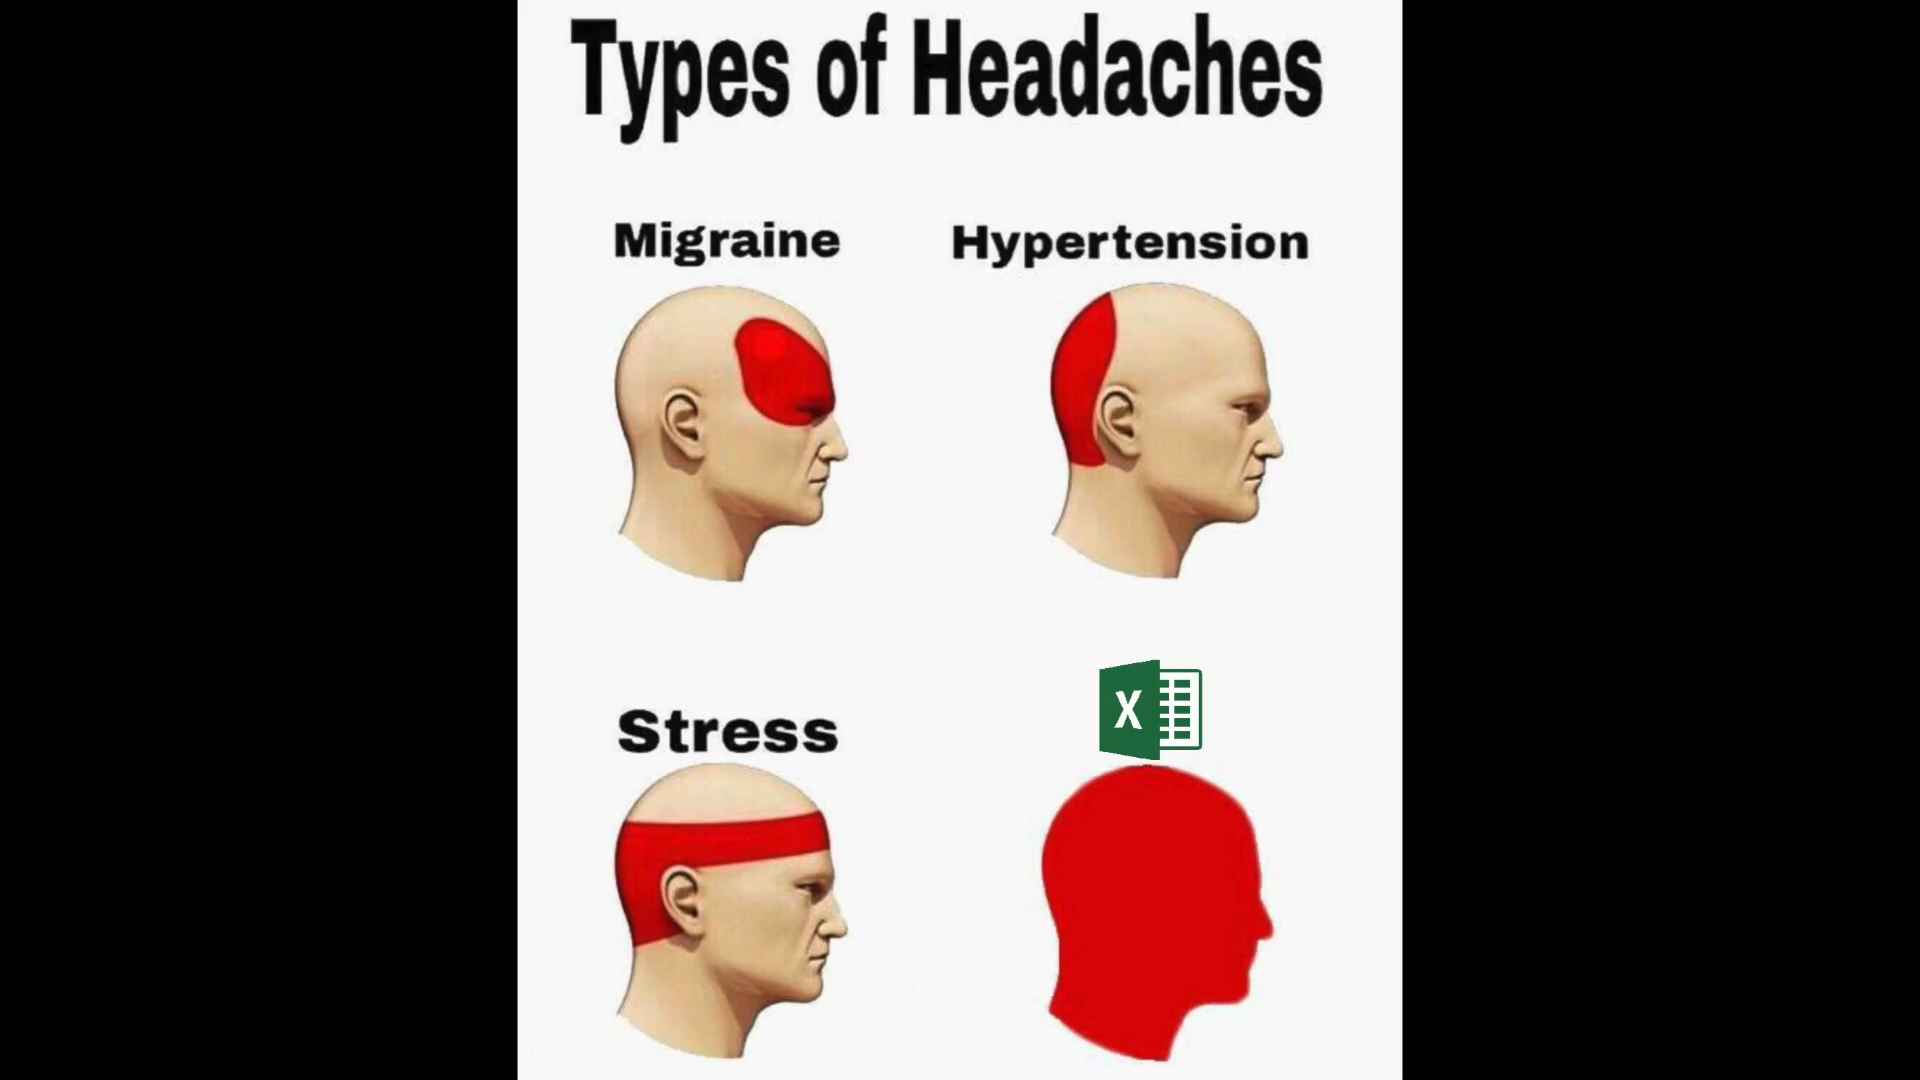 Types of Headaches
Migraine
Hypertension
Stress
X